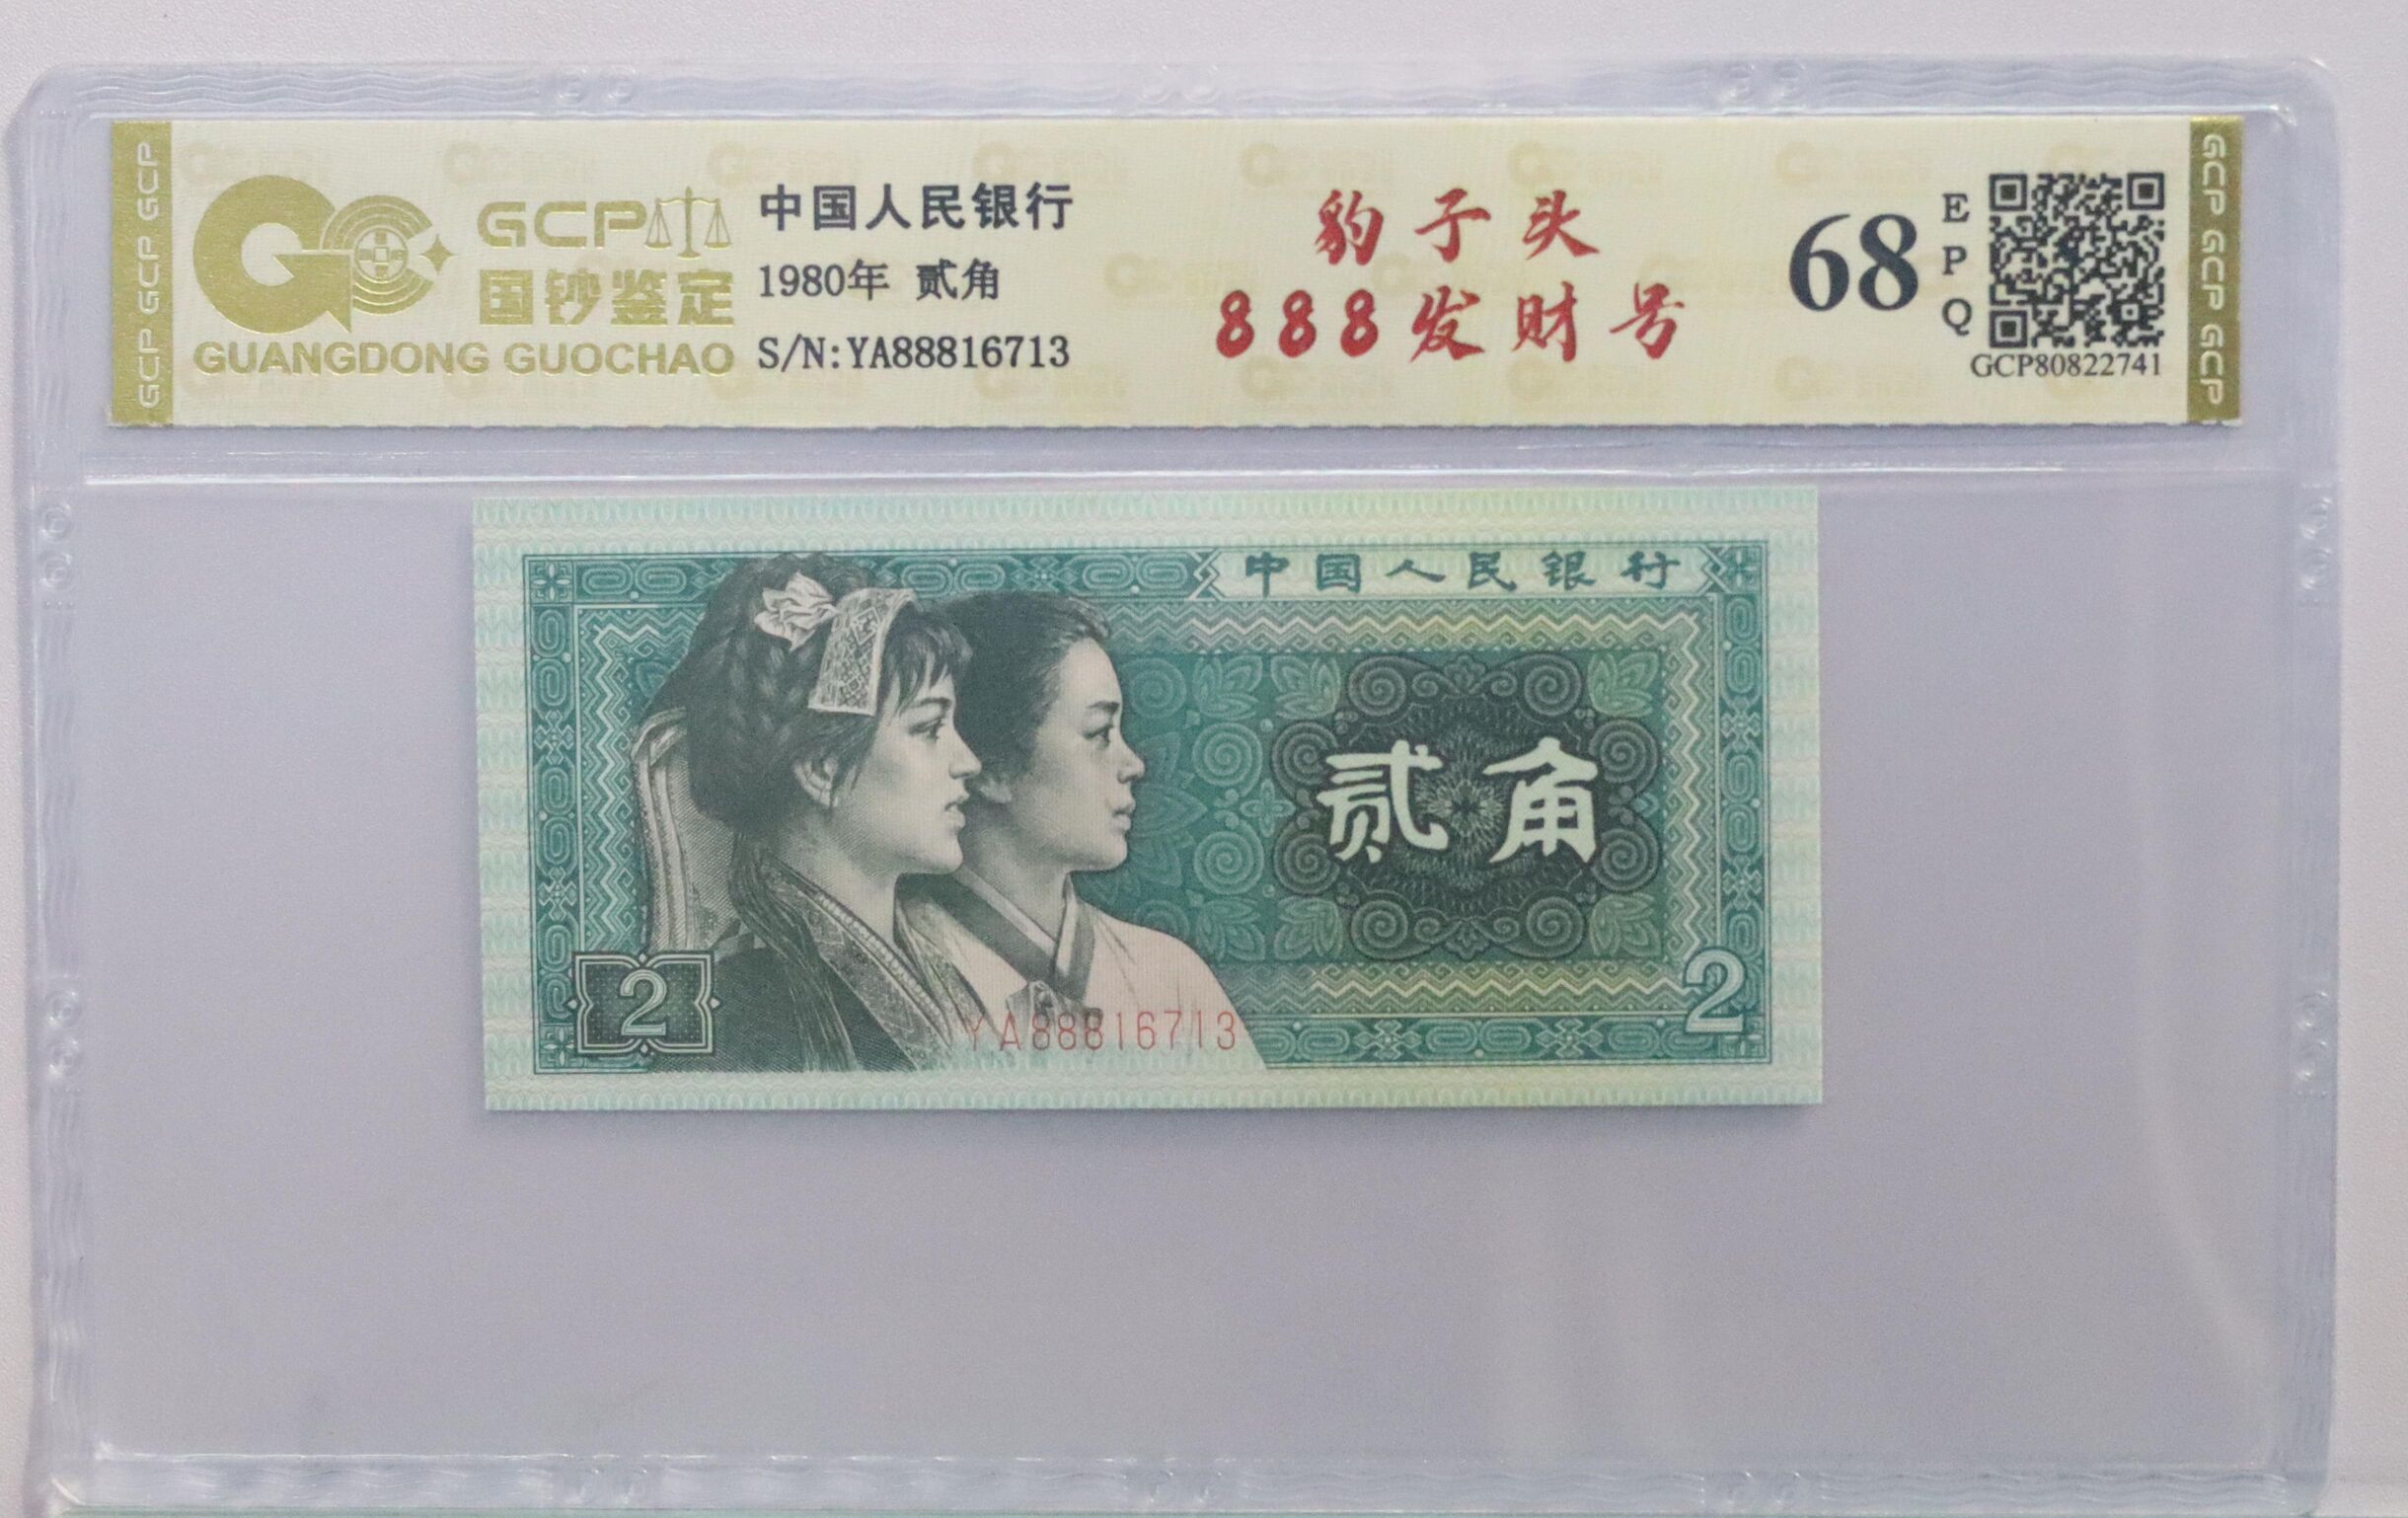 GCP GCP GCP
GCP
国钞鉴定
GUANGDONG GUOCHAO
中国人民银行
1980年 贰角
S/N:YA88816713
豹子头
888发财号
68
EPQ
GCP80822741
GCP GCP GCP
中国人民银行
贰角
2
YA88816713
2